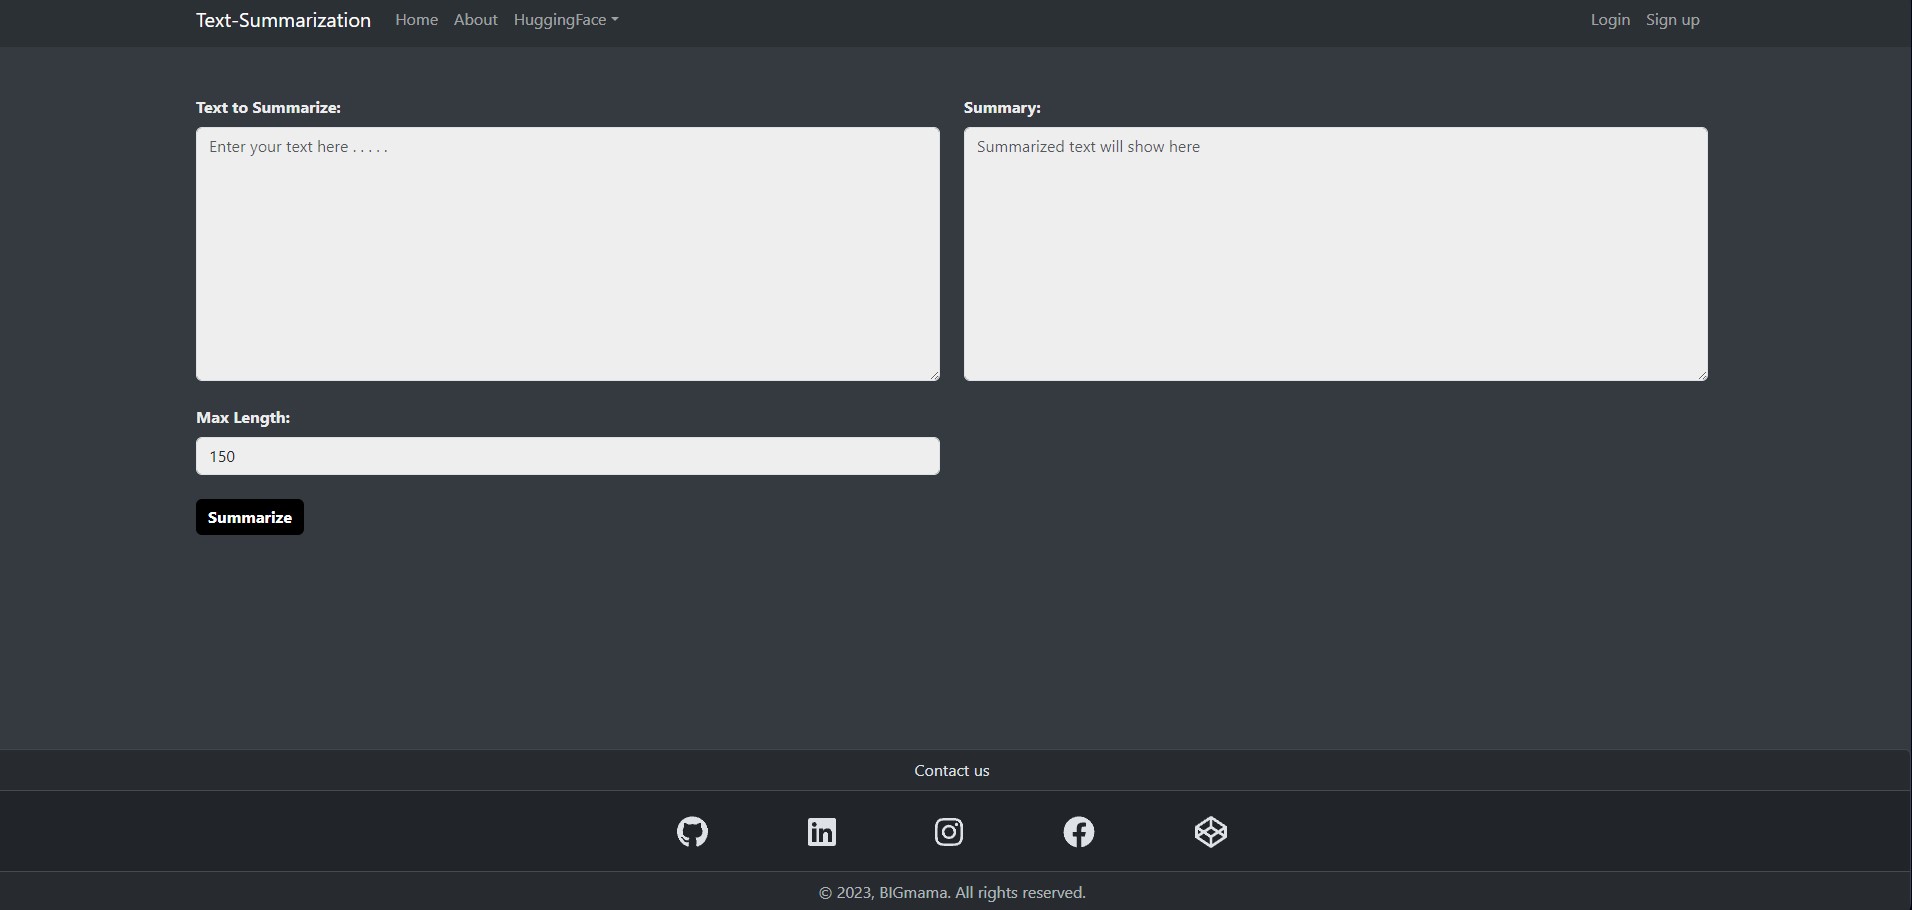 Text-Summarization Home About HuggingFace Login Sign up
Text to Summarize:
Enter your text here . . . . .
Summary:
Summarized text will show here
Max Length:
150
Summarize
Contact us
© 2023, BIGmama. All rights reserved.